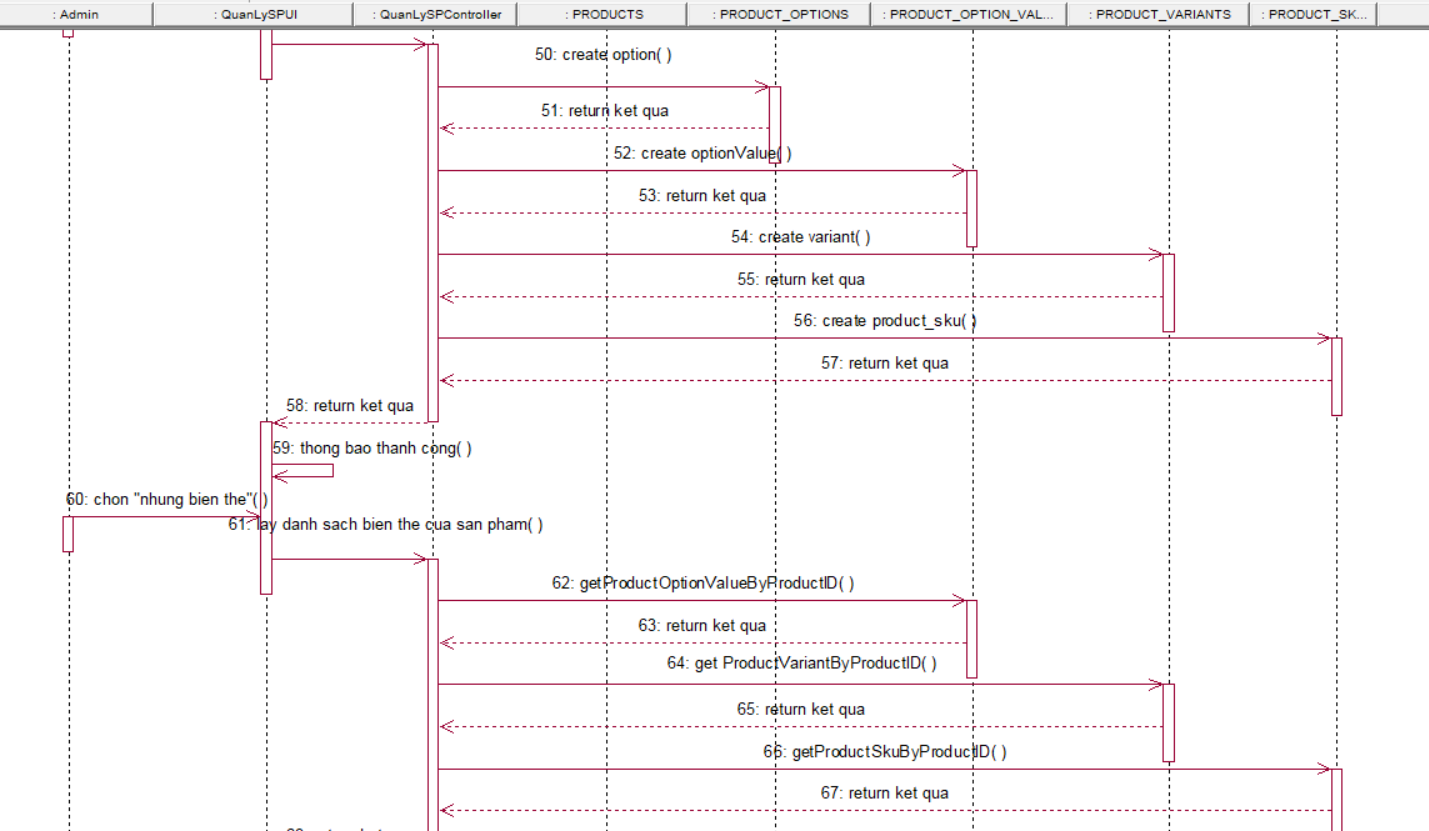 : Admin
: QuanLySPUI
: QuanLySPController
: PRODUCTS
: PRODUCT_OPTIONS
: PRODUCT_OPTION_VAL...
: PRODUCT_VARIANTS
: PRODUCT_SK...
50: create option( )
51: return ket qua
52: create optionValue( )
53: return ket qua
54: create variant( )
55: return ket qua
56: create product_sku( )
57: return ket qua
58: return ket qua
59: thong bao thanh cong( )
60: chon "nhung bien the"( )
61: lay danh sach bien the cua san pham( )
62: getProductOptionValueByProductID( )
63: return ket qua
64: get ProductVariantByProductID( )
65: return ket qua
66: getProductSkuByProductID( )
67: return ket qua